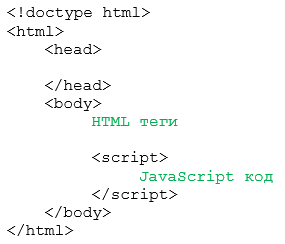 <!doctype html>
<html>
<head>
</head>
<body>
HTML теги
<script>
JavaScript код
</script>
</body>
</html>